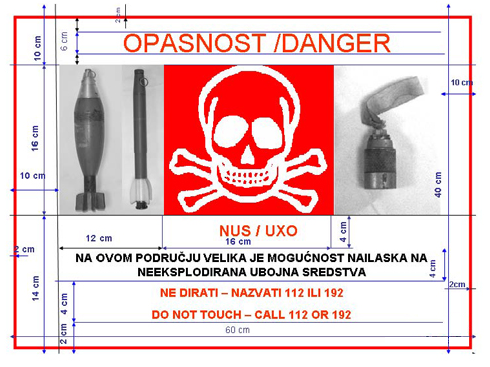 2 cm
6 cm
10 cm
OPASNOST /DANGER
10 cm
16 cm
10 cm
40 cm
NUS / UXO
12 cm
16 cm
4 cm
NA OVOM PODRUČJU VELIKA JE MOGUĆNOST NAILASKA NA
NEEKSPLODIRANA UBOJNA SREDSTVA
2 cm
4 cm
14 cm
NE DIRATI – NAZVATI 112 ILI 192
2cm
4 cm
DO NOT TOUCH – CALL 112 OR 192
2 cm
60 cm